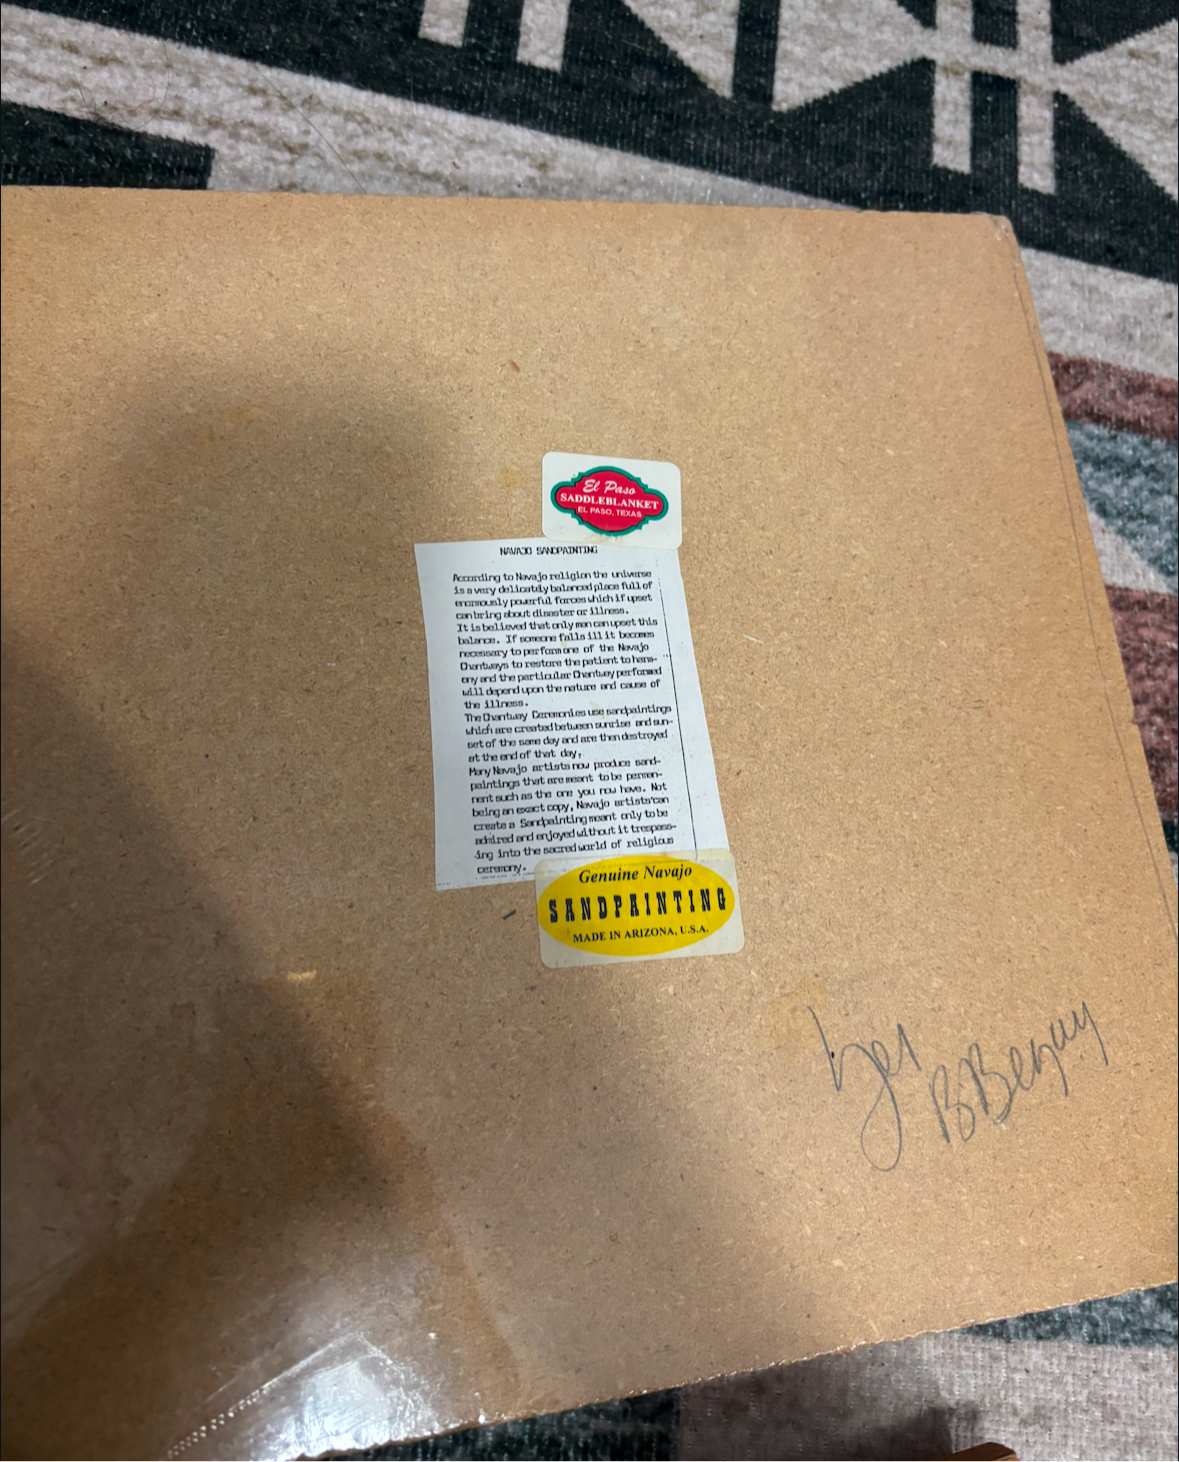 El Paso
SADDLEBLANKET
EL PASO, TEXAS
NAVAJO SANDPAINTING
According to Navajo religion the universe
is a very delicately balanced place full of
enormously powerful forces which if upset
can bring about disaster or illness.
It is believed that only man can upset this
balance. If someone falls ill it becomes
necessary to perform one of the Navajo
Chantways to restore the patient to harm-
ony and the particular Chantway performed
will depend upon the nature and cause of
the illness.
The Chantway Ceremonies use sandpaintings
which are created between sunrise and sun-
set of the same day and are then destroyed
at the end of that day,
Many Navajo artists now produce sand-
paintings that are meant to be perman-
nent such as the one you now have. Not
being an exact copy, Navajo artists can
create a Sandpainting meant only to be
admired and enjoyed without it trespass-
ing into the sacred world of religious
ceremony.
Genuine Navajo
SANDPAINTING
MADE IN ARIZONA, U.S.A.
Yei
B Begay